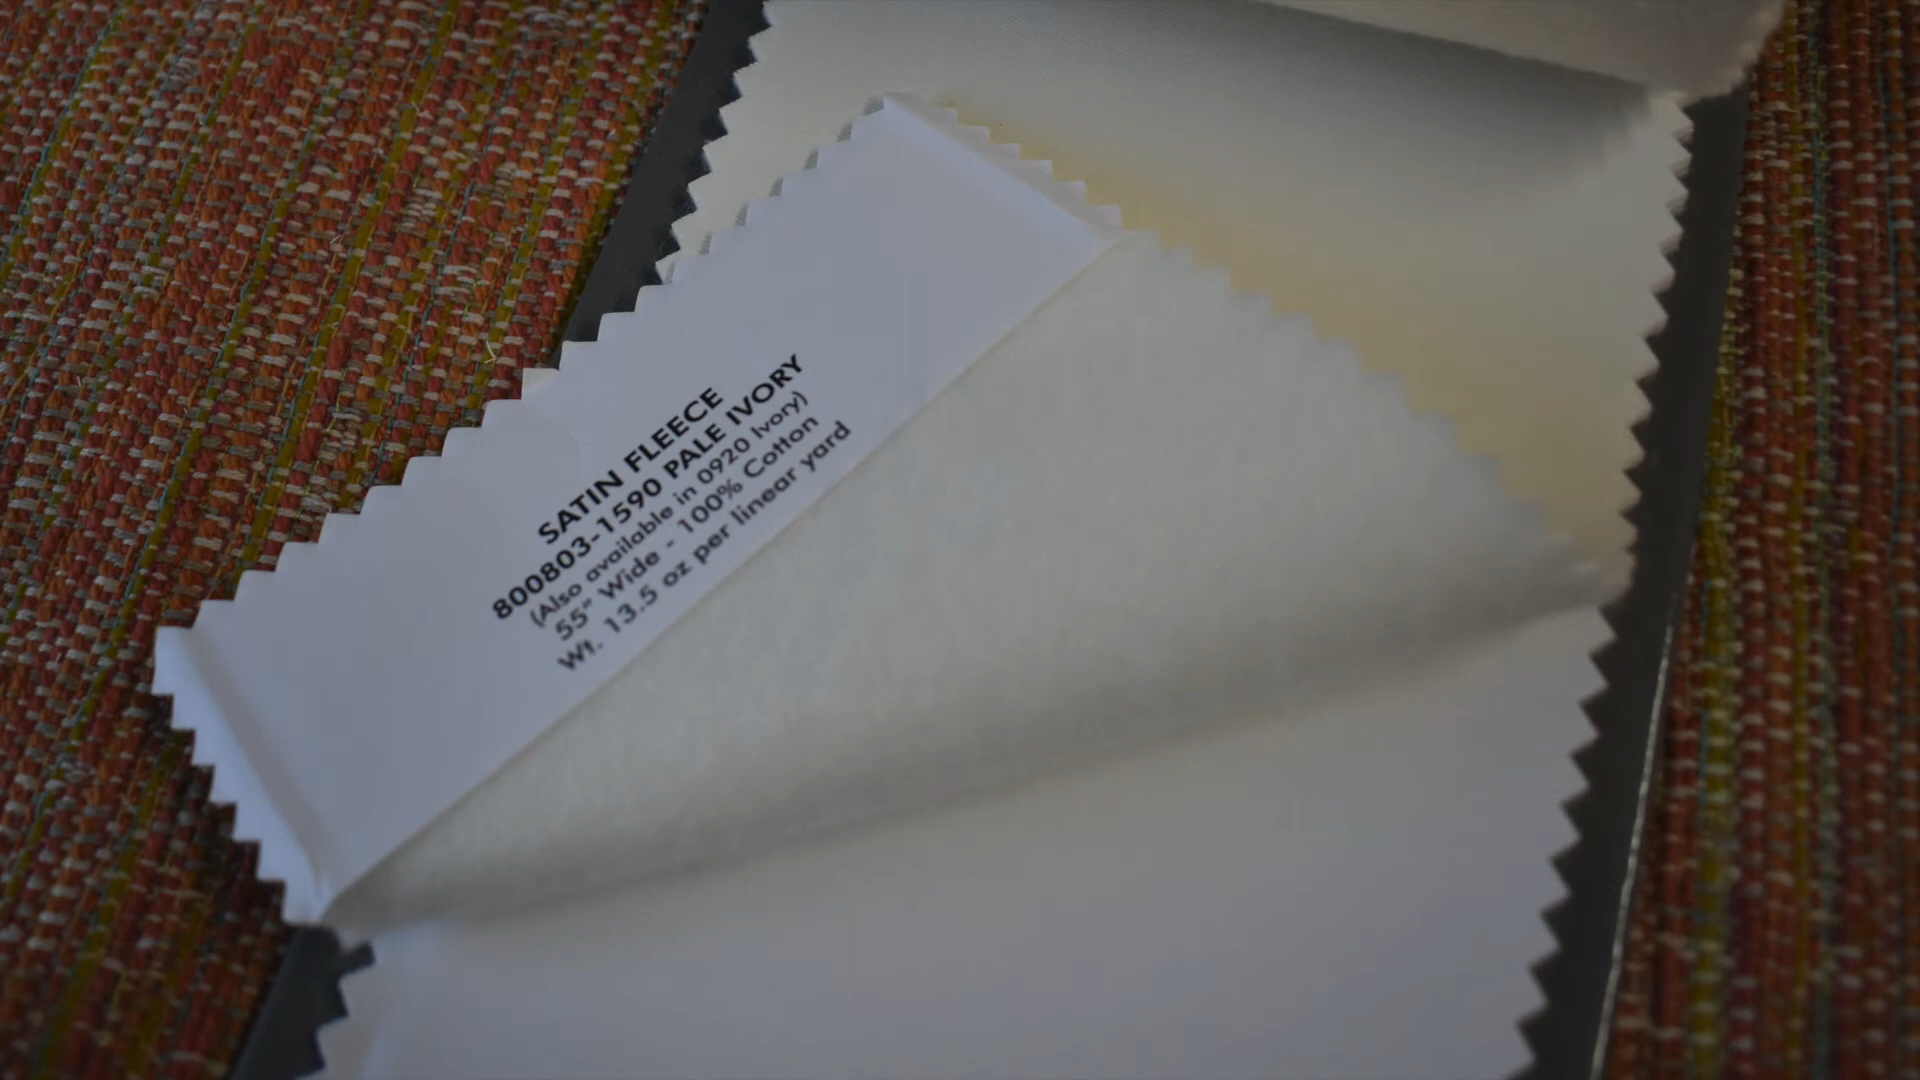 SATIN FLEECE
800803-1590 PALE IVORY
(Also available in 0920 Ivory)
55" Wide - 100% Cotton
Wt. 13.5 oz per linear yard